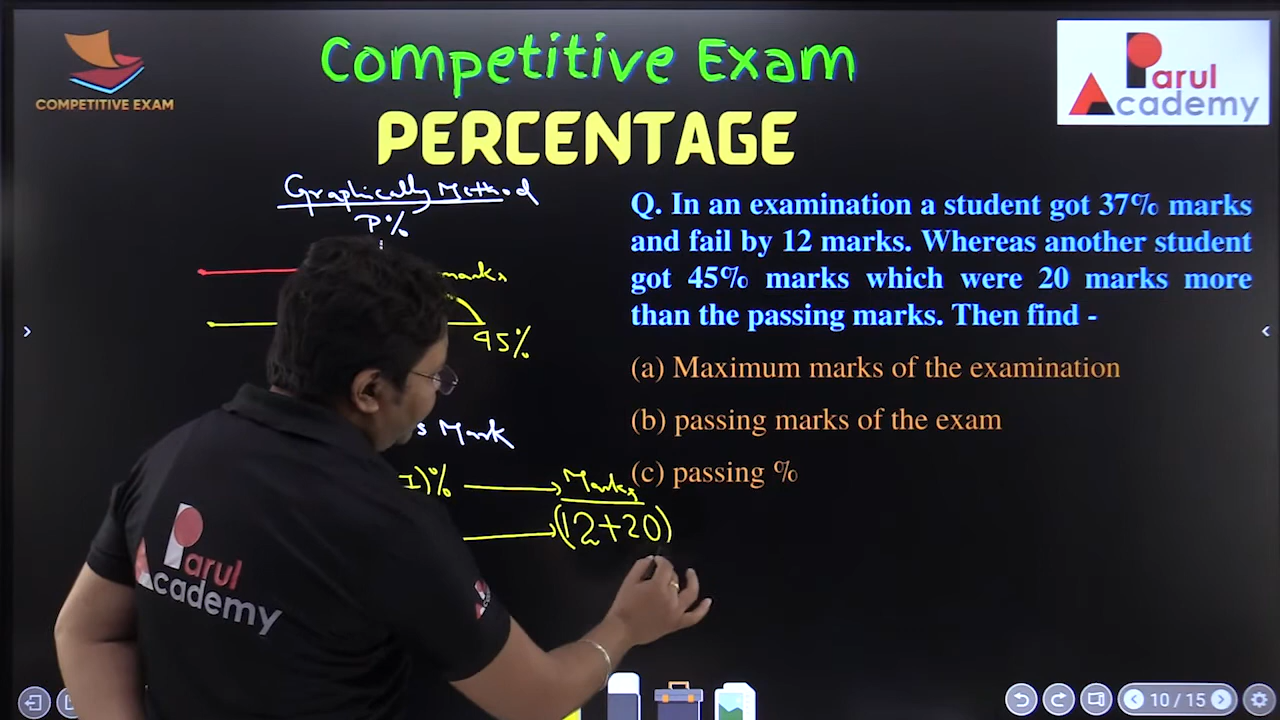 COMPETITIVE EXAM
Competitive Exam
PERCENTAGE
Parul
Academy
Graphically Method
P%
marks
45%
Q. In an examination a student got 37% marks
and fail by 12 marks. Whereas another student
got 45% marks which were 20 marks more
than the passing marks. Then find -
(a) Maximum marks of the examination
(b) passing marks of the exam
(c) passing %
s Mark
I)% Marks
(12+20)
Parul
Academy
10 / 15